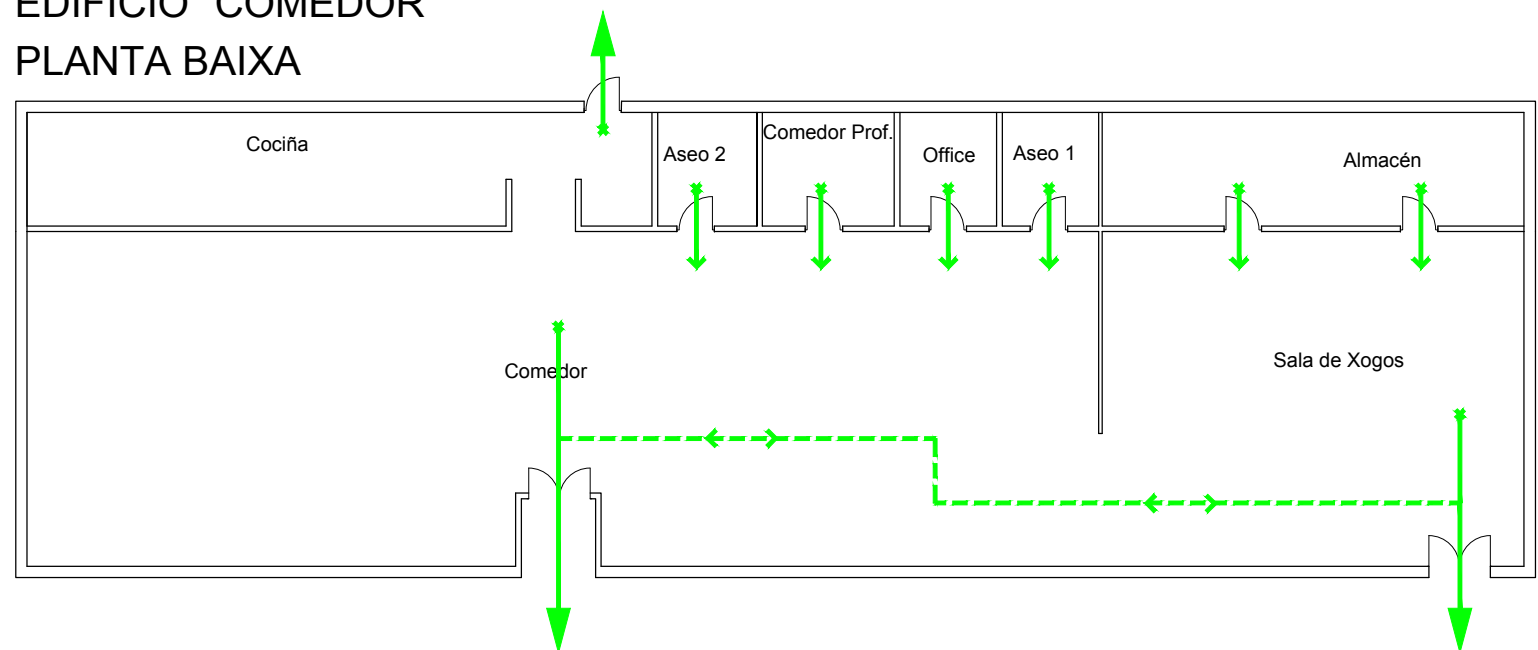 EDIFICIO COMEDOR
PLANTA BAIXA
Cociña
Aseo 2
Comedor Prof.
Office
Aseo 1
Almacén
Comedor
Sala de Xogos